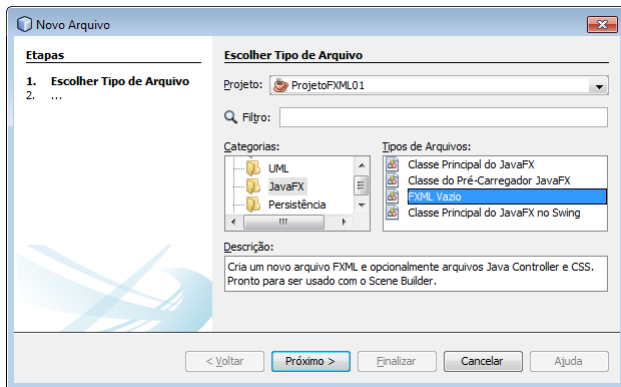 Novo Arquivo
Etapas
1. Escolher Tipo de Arquivo
2. ...
Escolher Tipo de Arquivo
Projeto: ProjetoFXML01
Filtro:
Categorias:
UML
JavaFX
Persistência
Tipos de Arquivos:
Classe Principal do JavaFX
Classe do Pré-Carregador JavaFX
FXML Vazio
Classe Principal do JavaFX no Swing
Descrição:
Cria um novo arquivo FXML e opcionalmente arquivos Java Controller e CSS.
Pronto para ser usado com o Scene Builder.
< Voltar Próximo > Finalizar Cancelar Ajuda